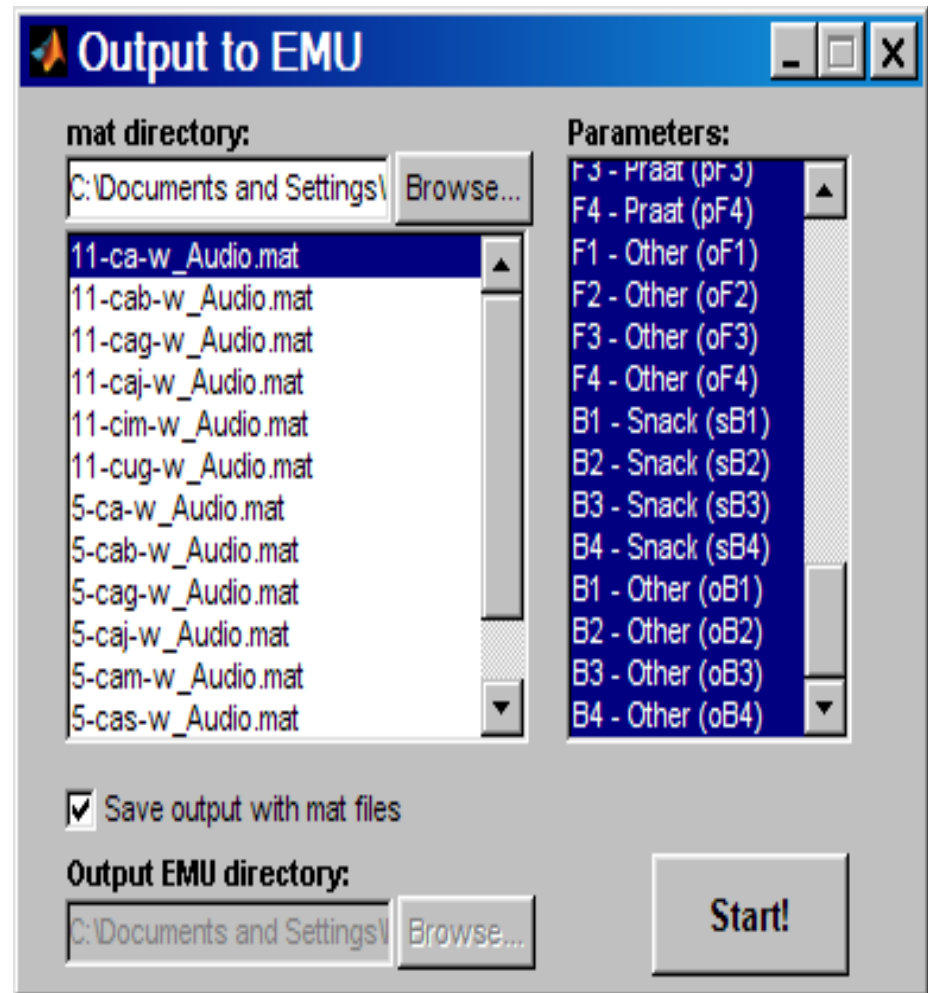 Output to EMU
mat directory:
C:\Documents and Settings\
Browse...
11-ca-w_Audio.mat
11-cab-w_Audio.mat
11-cag-w_Audio.mat
11-caj-w_Audio.mat
11-cim-w_Audio.mat
11-cug-w_Audio.mat
5-ca-w_Audio.mat
5-cab-w_Audio.mat
5-cag-w_Audio.mat
5-caj-w_Audio.mat
5-cam-w_Audio.mat
5-cas-w_Audio.mat
Parameters:
F3 - Praat (pF3)
F4 - Praat (pF4)
F1 - Other (oF1)
F2 - Other (oF2)
F3 - Other (oF3)
F4 - Other (oF4)
B1 - Snack (sB1)
B2 - Snack (sB2)
B3 - Snack (sB3)
B4 - Snack (sB4)
B1 - Other (oB1)
B2 - Other (oB2)
B3 - Other (oB3)
B4 - Other (oB4)
Save output with mat files
Output EMU directory:
C:\Documents and Settings\
Browse...
Start!